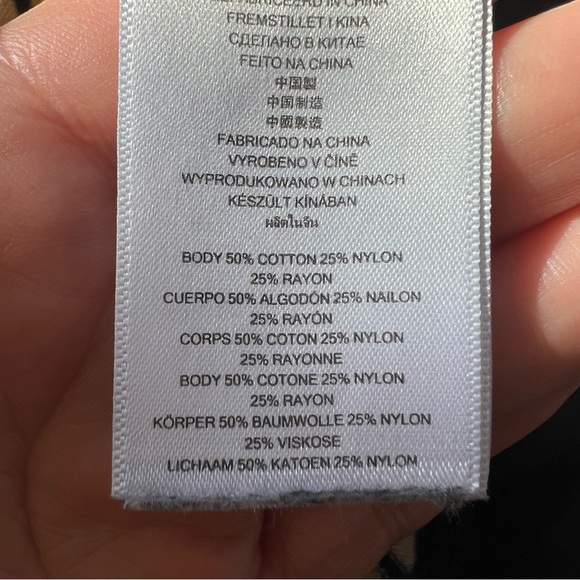 IN CHINA
FREMSTILLET I KINA
СДЕЛАНО В КИТАЕ
FEITO NA CHINA
中国製
中国制造
中國製造
FABRICADO NA CHINA
VYROBENO V ČÍNĚ
WYPRODUKOWANO W CHINACH
KÉSZÜLT KÍNÁBAN
ผลิตในจีน
BODY 50% COTTON 25% NYLON
25% RAYON
CUERPO 50% ALGODÓN 25% NAILON
25% RAYÓN
CORPS 50% COTON 25% NYLON
25% RAYONNE
BODY 50% COTONE 25% NYLON
25% RAYON
KÖRPER 50% BAUMWOLLE 25% NYLON
25% VISKOSE
LICHAAM 50% KATOEN 25% NYLON